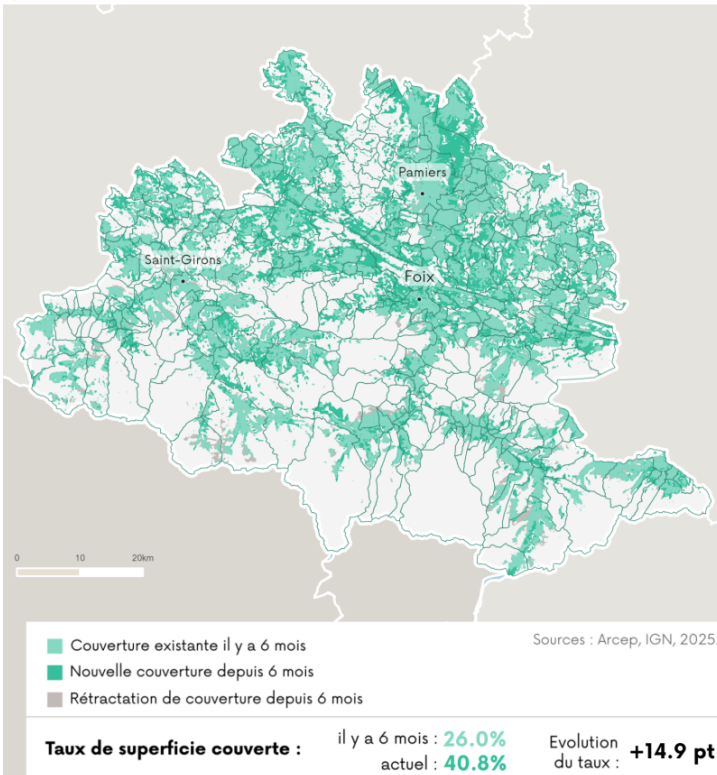 Pamiers
Saint-Girons
Foix
0 10 20km
Couverture existante il y a 6 mois
Sources : Arcep, IGN, 2025.
Nouvelle couverture depuis 6 mois
Rétractation de couverture depuis 6 mois
Taux de superficie couverte :
il y a 6 mois : 26.0%
actuel : 40.8%
Evolution
du taux :
+14.9 pt